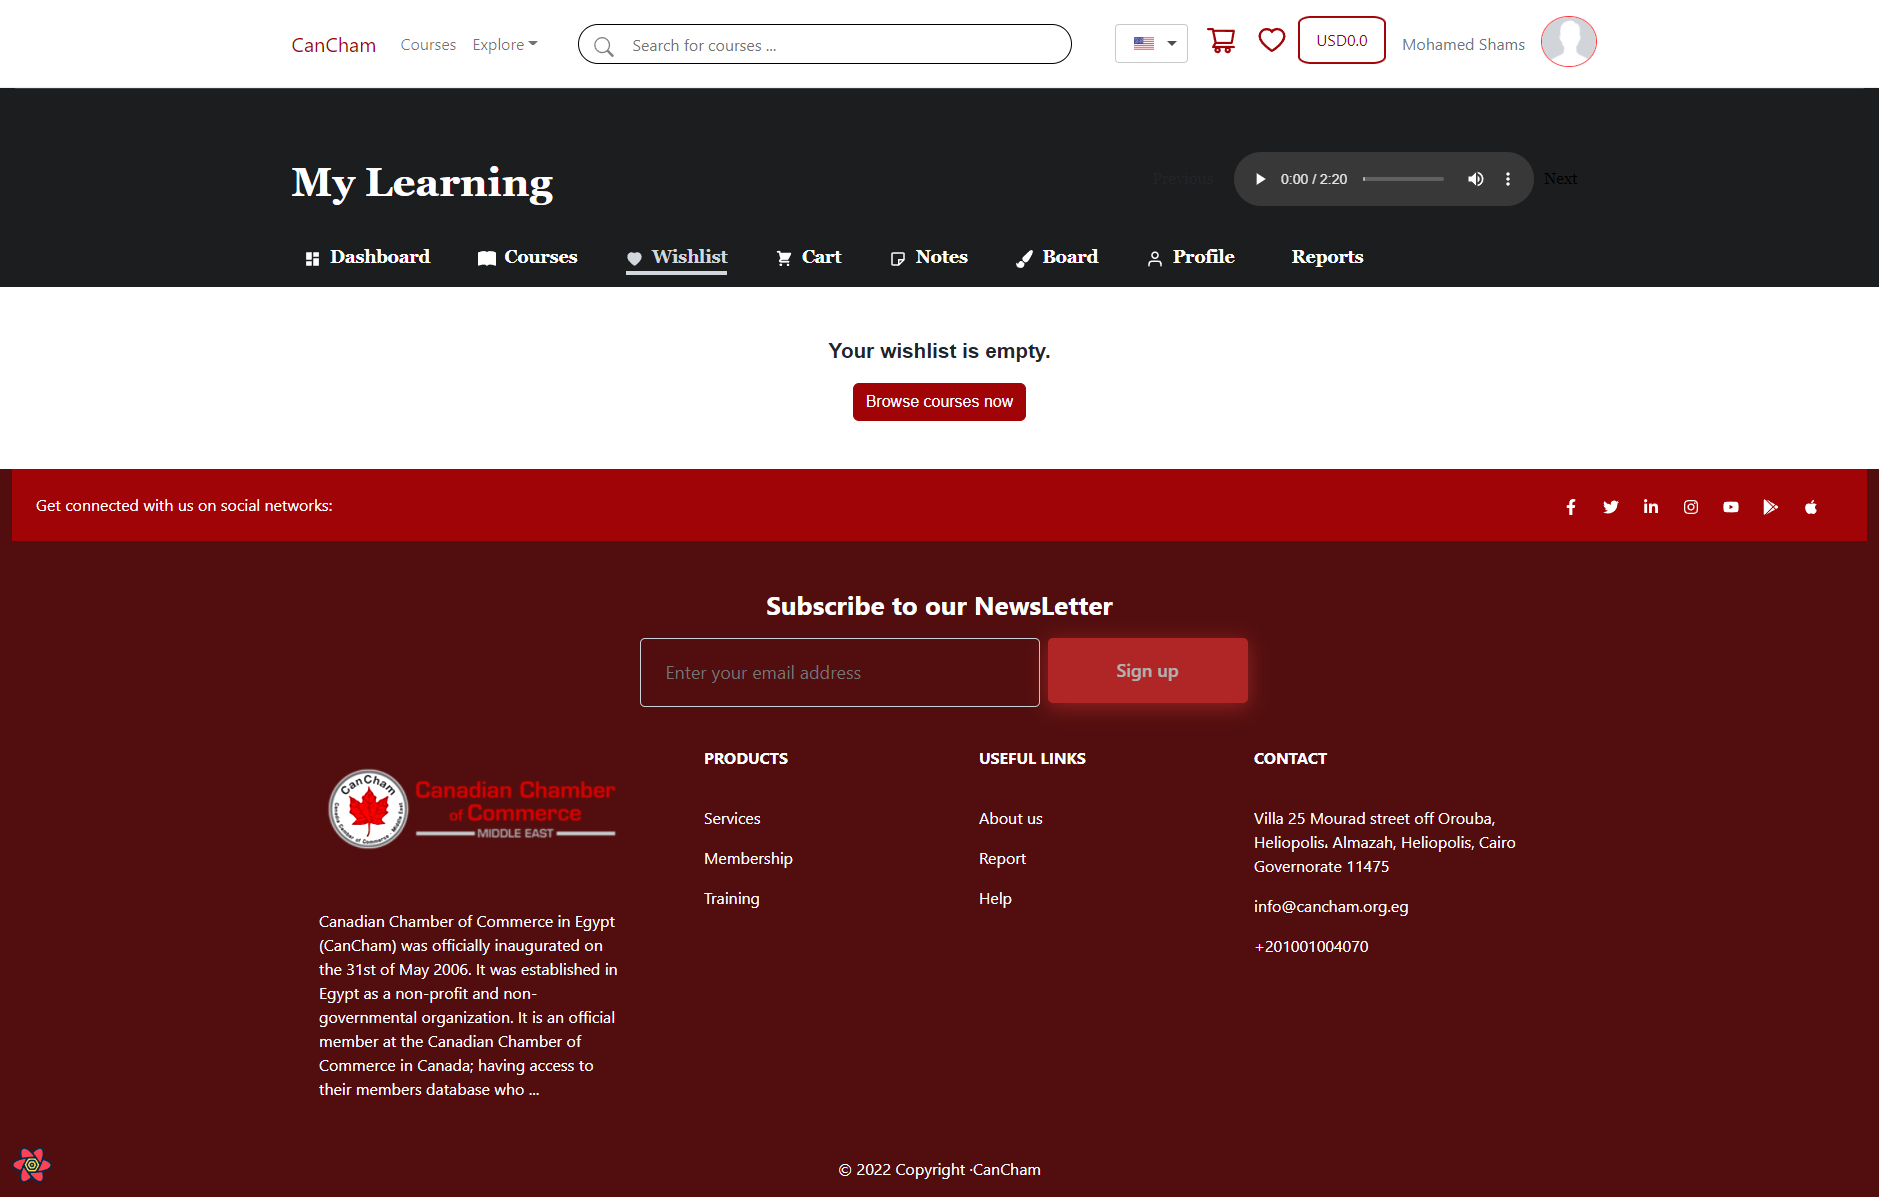 CanCham
Courses
Explore
Search for courses ...
USD0.0
Mohamed Shams
My Learning
Previous
0:00 / 2:20
Next
Dashboard
Courses
Wishlist
Cart
Notes
Board
Profile
Reports
Your wishlist is empty.
Browse courses now
Get connected with us on social networks:
Subscribe to our NewsLetter
Enter your email address
Sign up
CanCham
Canadian Chamber
of Commerce
MIDDLE EAST
Canadian Chamber of Commerce in Egypt
(CanCham) was officially inaugurated on
the 31st of May 2006. It was established in
Egypt as a non-profit and non-
governmental organization. It is an official
member at the Canadian Chamber of
Commerce in Canada; having access to
their members database who ...
PRODUCTS
Services
Membership
Training
USEFUL LINKS
About us
Report
Help
CONTACT
Villa 25 Mourad street off Orouba,
Heliopolis. Almazah, Heliopolis, Cairo
Governorate 11475
info@cancham.org.eg
+201001004070
© 2022 Copyright ·CanCham